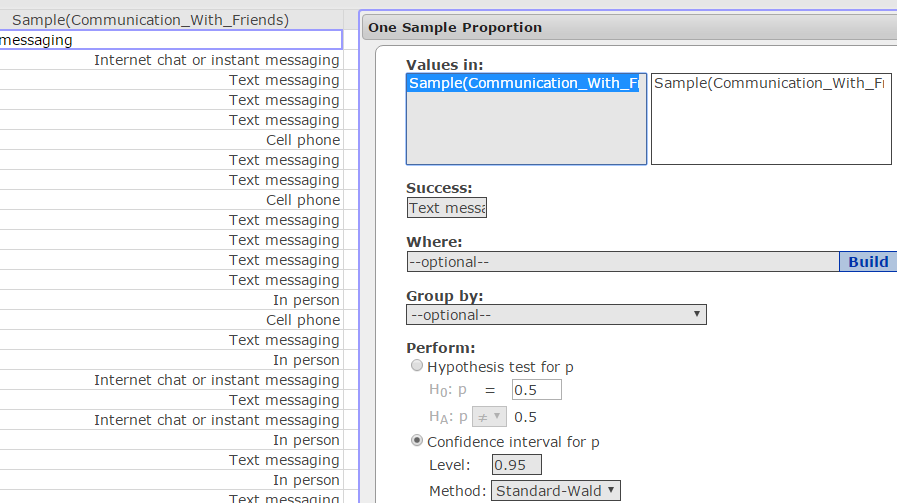 Sample(Communication_With_Friends)
messaging
Internet chat or instant messaging
Text messaging
Text messaging
Text messaging
Cell phone
Text messaging
Text messaging
Cell phone
Text messaging
Text messaging
Text messaging
Text messaging
In person
Cell phone
Text messaging
In person
Internet chat or instant messaging
Text messaging
Internet chat or instant messaging
In person
Text messaging
In person
Text messaging
One Sample Proportion
Values in:
Sample(Communication_With_Fr Sample(Communication_With_Fr
Success:
Text messa
Where:
--optional-- Build
Group by:
--optional--
Perform:
Hypothesis test for p
H0: p = 0.5
HA: p ≠ 0.5
Confidence interval for p
Level: 0.95
Method: Standard-Wald